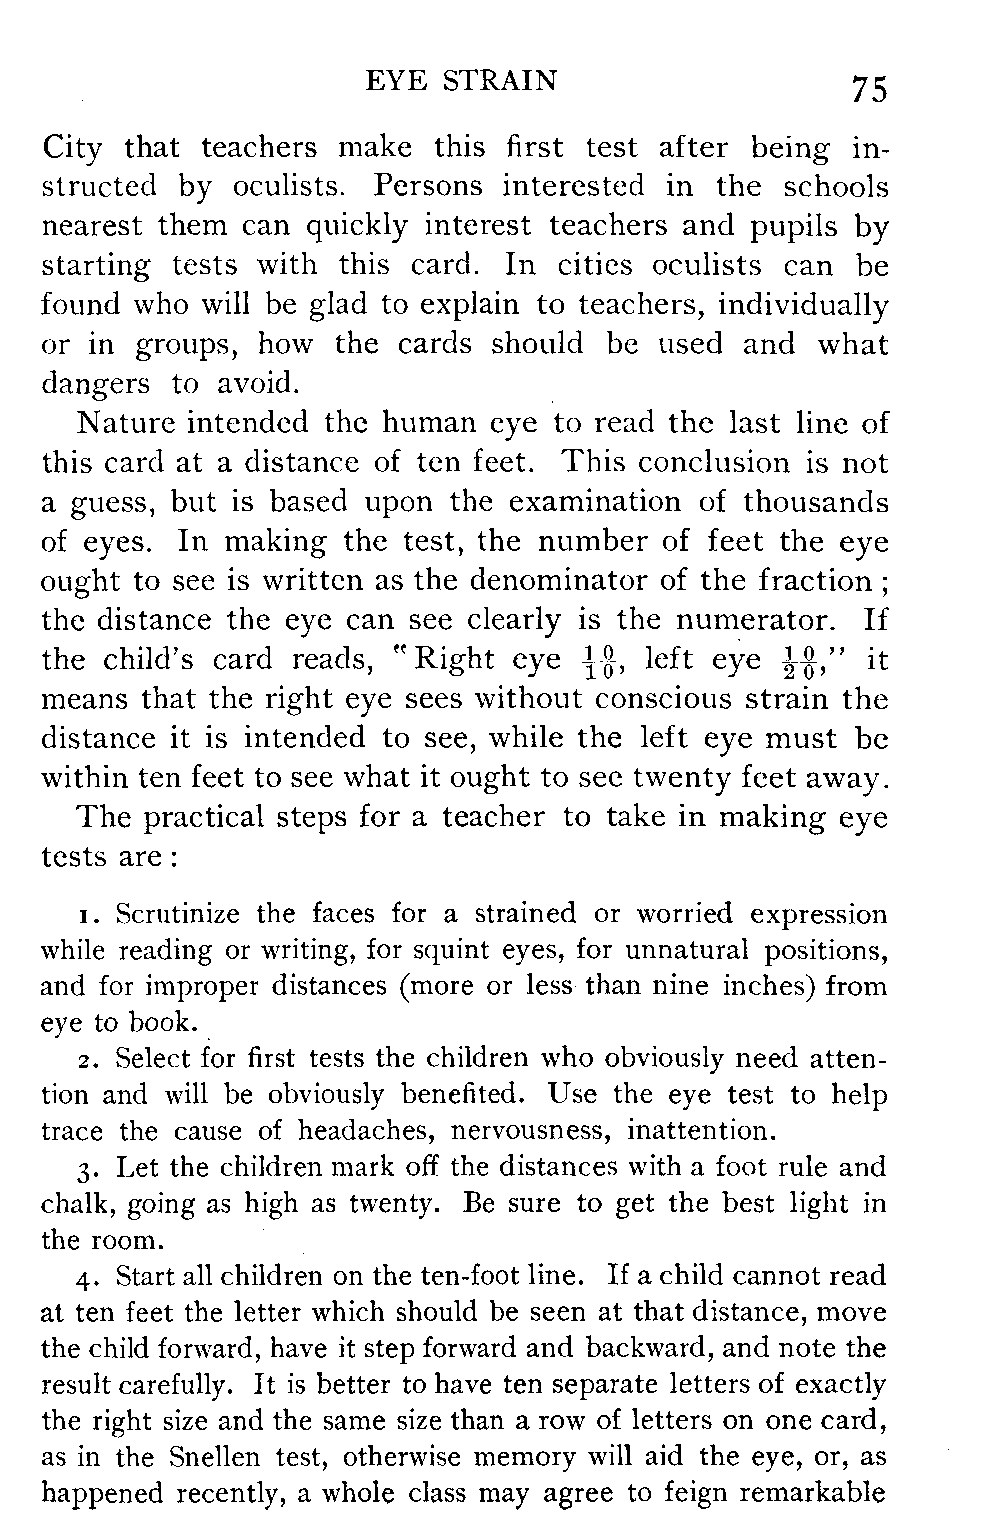 EYE STRAIN 75
City that teachers make this first test after being in-
structed by oculists. Persons interested in the schools
nearest them can quickly interest teachers and pupils by
starting tests with this card. In cities oculists can be
found who will be glad to explain to teachers, individually
or in groups, how the cards should be used and what
dangers to avoid.
Nature intended the human eye to read the last line of
this card at a distance of ten feet. This conclusion is not
a guess, but is based upon the examination of thousands
of eyes. In making the test, the number of feet the eye
ought to see is written as the denominator of the fraction;
the distance the eye can see clearly is the numerator. If
the child's card reads, "Right eye 10/10, left eye 10/20," it
means that the right eye sees without conscious strain the
distance it is intended to see, while the left eye must be
within ten feet to see what it ought to see twenty feet away.
The practical steps for a teacher to take in making eye
tests are:
1. Scrutinize the faces for a strained or worried expression
while reading or writing, for squint eyes, for unnatural positions,
and for improper distances (more or less than nine inches) from
eye to book.
2. Select for first tests the children who obviously need atten-
tion and will be obviously benefited. Use the eye test to help
trace the cause of headaches, nervousness, inattention.
3. Let the children mark off the distances with a foot rule and
chalk, going as high as twenty. Be sure to get the best light in
the room.
4. Start all children on the ten-foot line. If a child cannot read
at ten feet the letter which should be seen at that distance, move
the child forward, have it step forward and backward, and note the
result carefully. It is better to have ten separate letters of exactly
the right size and the same size than a row of letters on one card,
as in the Snellen test, otherwise memory will aid the eye, or, as
happened recently, a whole class may agree to feign remarkable